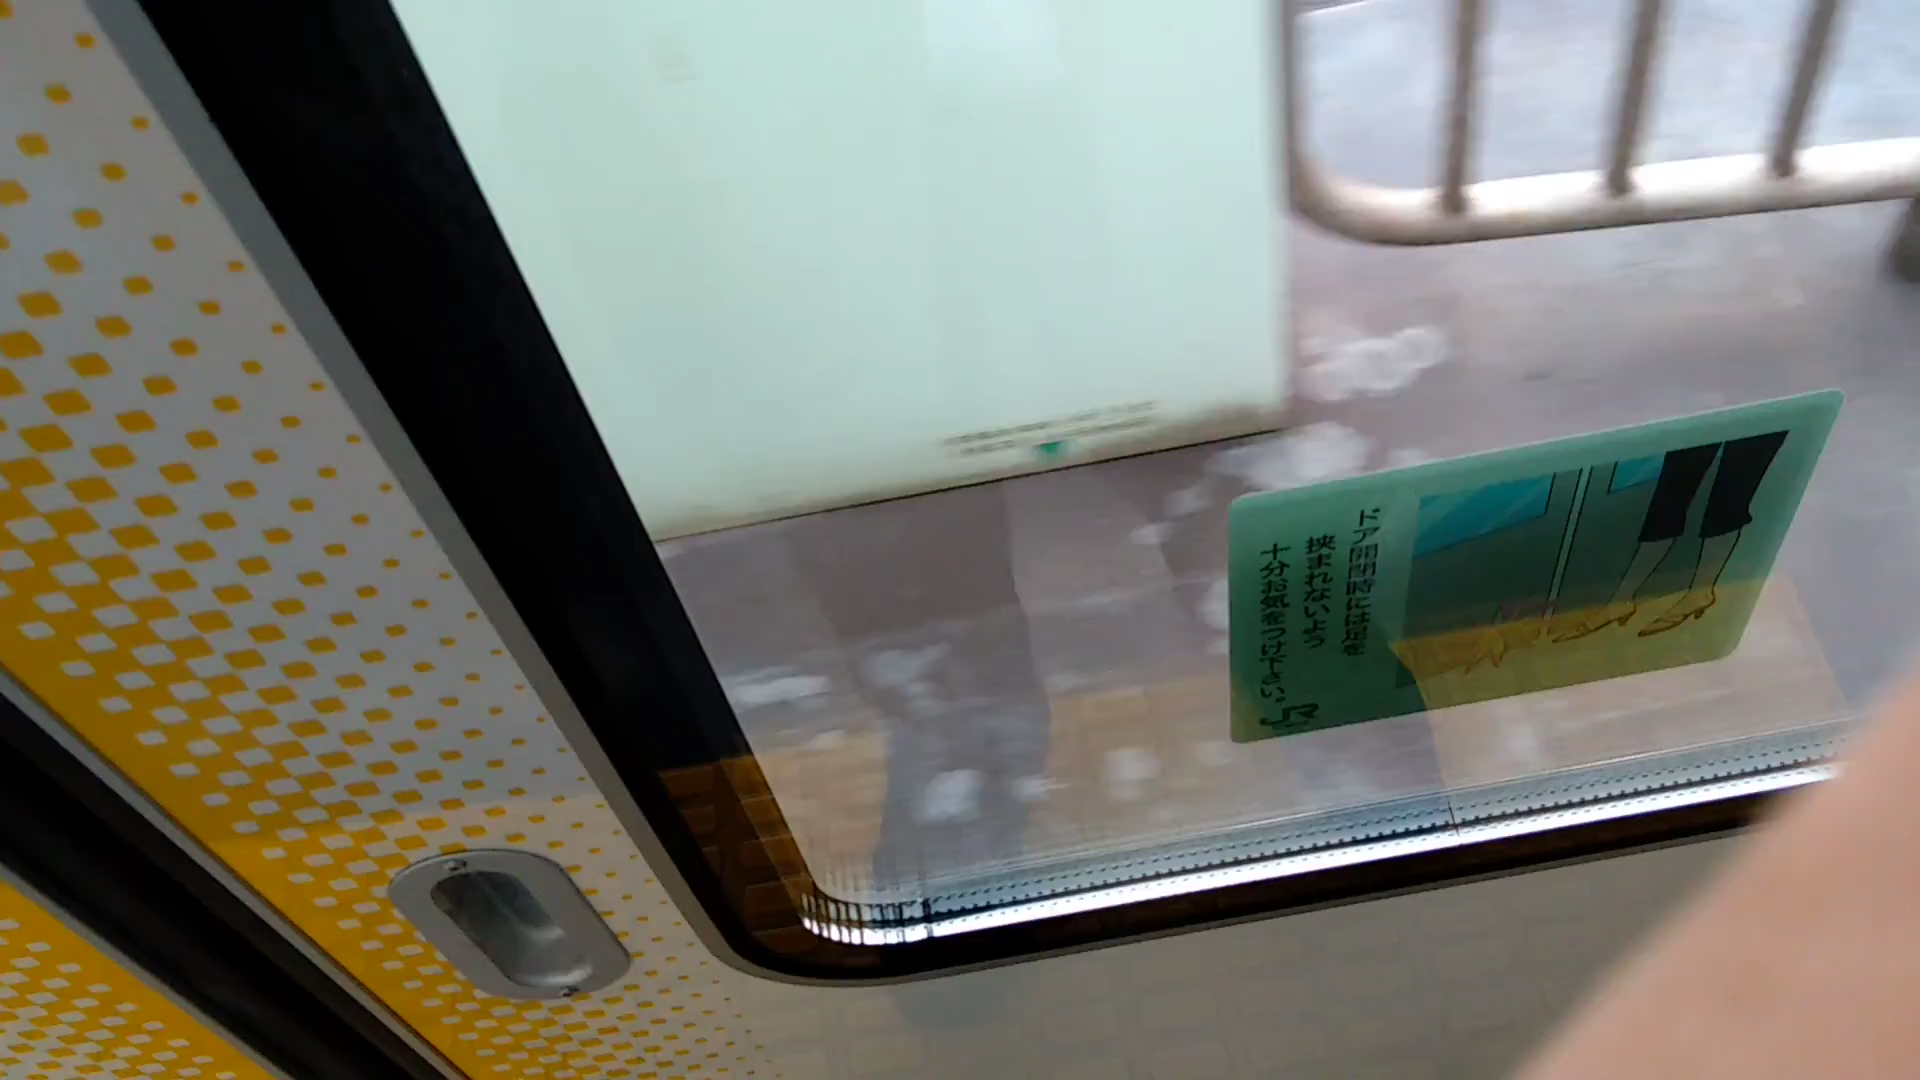 ドア開閉時には足を
挟まれないよう
十分お気をつけ下さい。
JR